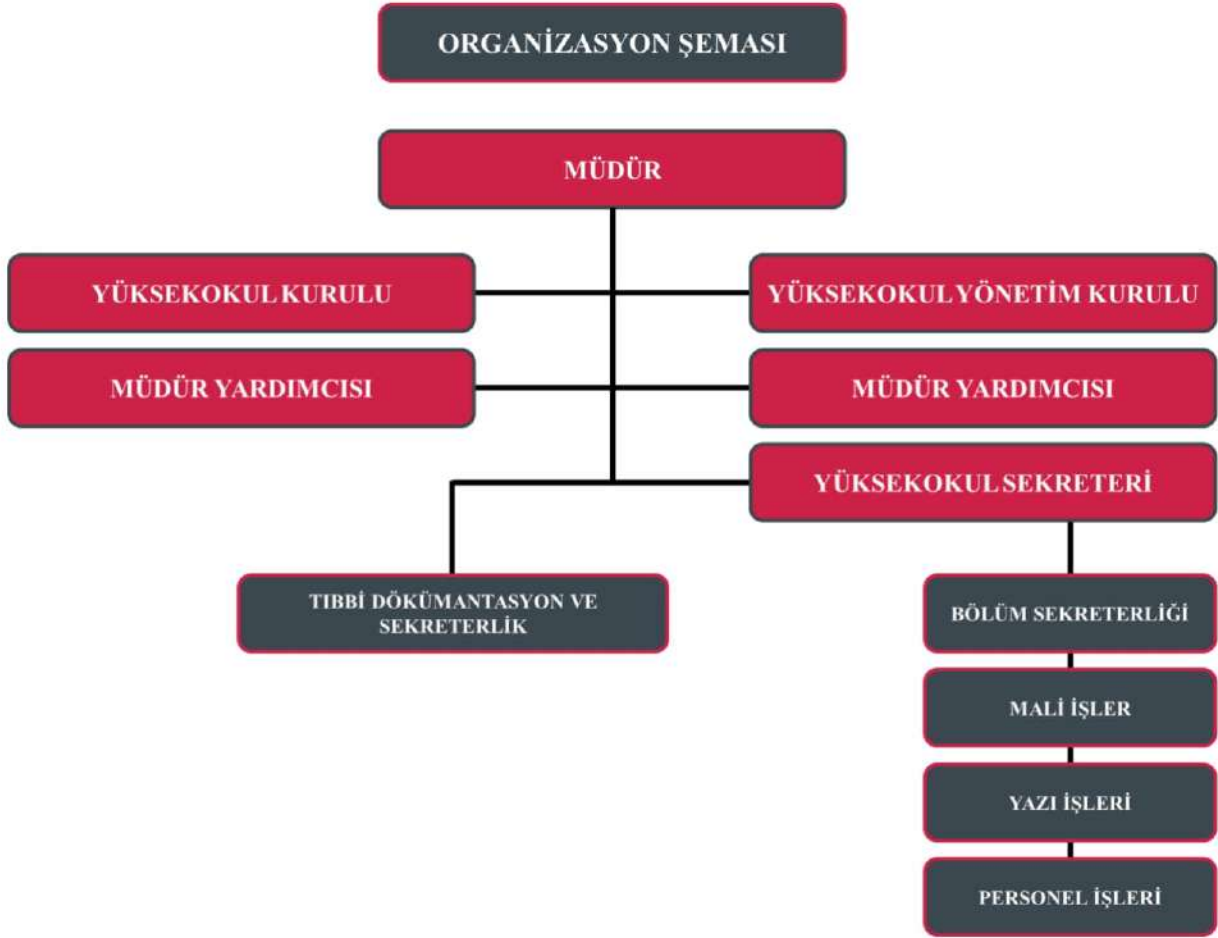 ORGANİZASYON ŞEMASI
MÜDÜR
YÜKSEKOKUL KURULU
YÜKSEKOKUL YÖNETİM KURULU
MÜDÜR YARDIMCISI
MÜDÜR YARDIMCISI
YÜKSEKOKUL SEKRETERİ
TIBBİ DÖKÜMANTASYON VE
SEKRETERLİK
BÖLÜM SEKRETERLİĞİ
MALİ İŞLER
YAZI İŞLERİ
PERSONEL İŞLERİ